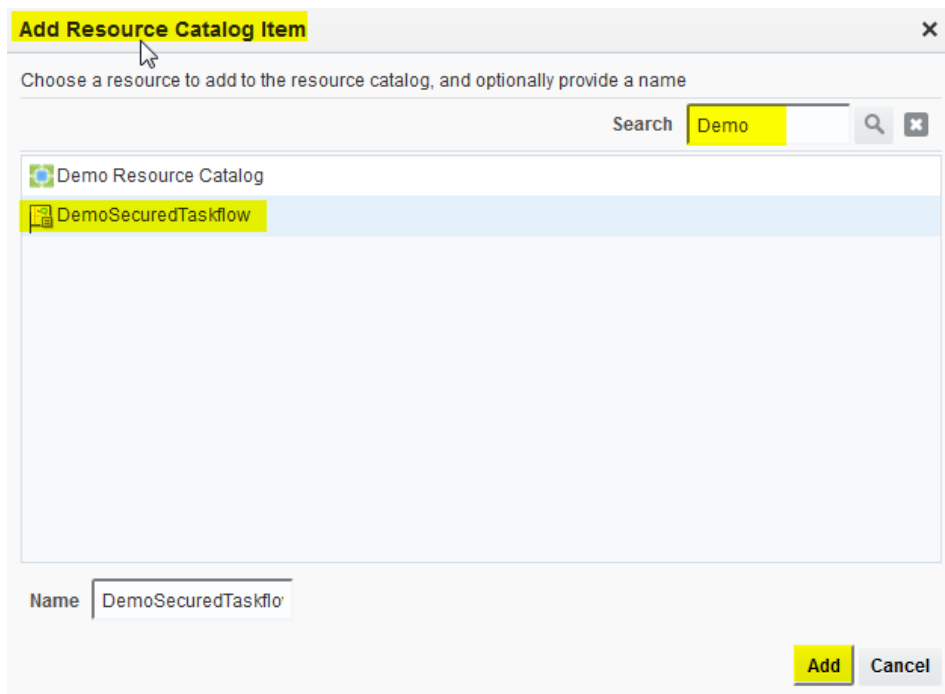 Add Resource Catalog Item
Choose a resource to add to the resource catalog, and optionally provide a name
Search Demo
Demo Resource Catalog
DemoSecuredTaskflow
Name DemoSecuredTaskflo
Add Cancel